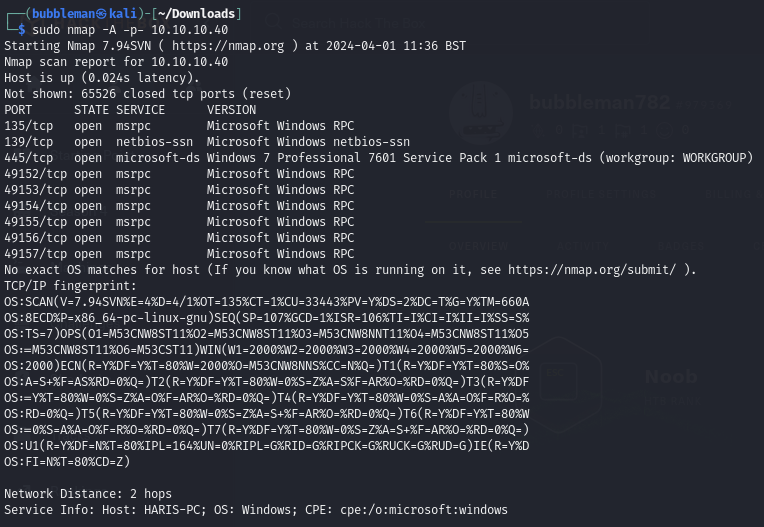 ┌──(bubbleman㉿kali)-[~/Downloads]
└─$ sudo nmap -A -p- 10.10.10.40
Starting Nmap 7.94SVN ( https://nmap.org ) at 2024-04-01 11:36 BST
Nmap scan report for 10.10.10.40
Host is up (0.024s latency).
Not shown: 65526 closed tcp ports (reset)
PORT      STATE SERVICE      VERSION
135/tcp   open  msrpc        Microsoft Windows RPC
139/tcp   open  netbios-ssn  Microsoft Windows netbios-ssn
445/tcp   open  microsoft-ds Windows 7 Professional 7601 Service Pack 1 microsoft-ds (workgroup: WORKGROUP)
49152/tcp open  msrpc        Microsoft Windows RPC
49153/tcp open  msrpc        Microsoft Windows RPC
49154/tcp open  msrpc        Microsoft Windows RPC
49155/tcp open  msrpc        Microsoft Windows RPC
49156/tcp open  msrpc        Microsoft Windows RPC
49157/tcp open  msrpc        Microsoft Windows RPC
No exact OS matches for host (If you know what OS is running on it, see https://nmap.org/submit/ ).
TCP/IP fingerprint:
OS:SCAN(V=7.94SVN%E=4%D=4/1%OT=135%CT=1%CU=33443%PV=Y%DS=2%DC=T%G=Y%TM=660A
OS:8ECD%P=x86_64-pc-linux-gnu)SEQ(SP=107%GCD=1%ISR=106%TI=I%CI=I%II=I%SS=S%
OS:TS=7)OPS(O1=M53CNW8ST11%O2=M53CNW8ST11%O3=M53CNW8NNT11%O4=M53CNW8ST11%O5
OS:=M53CNW8ST11%O6=M53CST11)WIN(W1=2000%W2=2000%W3=2000%W4=2000%W5=2000%W6=
OS:2000)ECN(R=Y%DF=Y%T=80%W=2000%O=M53CNW8NNS%CC=N%Q=)T1(R=Y%DF=Y%T=80%S=O%
OS:A=S+%F=AS%RD=0%Q=)T2(R=Y%DF=Y%T=80%W=0%S=Z%A=S%F=AR%O=%RD=0%Q=)T3(R=Y%DF
OS:=Y%T=80%W=0%S=Z%A=O%F=AR%O=%RD=0%Q=)T4(R=Y%DF=Y%T=80%W=0%S=A%A=O%F=R%O=%
OS:RD=0%Q=)T5(R=Y%DF=Y%T=80%W=0%S=Z%A=S+%F=AR%O=%RD=0%Q=)T6(R=Y%DF=Y%T=80%W
OS:=0%S=A%A=O%F=R%O=%RD=0%Q=)T7(R=Y%DF=Y%T=80%W=0%S=Z%A=S+%F=AR%O=%RD=0%Q=)
OS:U1(R=Y%DF=N%T=80%IPL=164%UN=0%RIPL=G%RID=G%RIPCK=G%RUCK=G%RUD=G)IE(R=Y%D
OS:FI=N%T=80%CD=Z)
Network Distance: 2 hops
Service Info: Host: HARIS-PC; OS: Windows; CPE: cpe:/o:microsoft:windows
bubbleman782
Noob